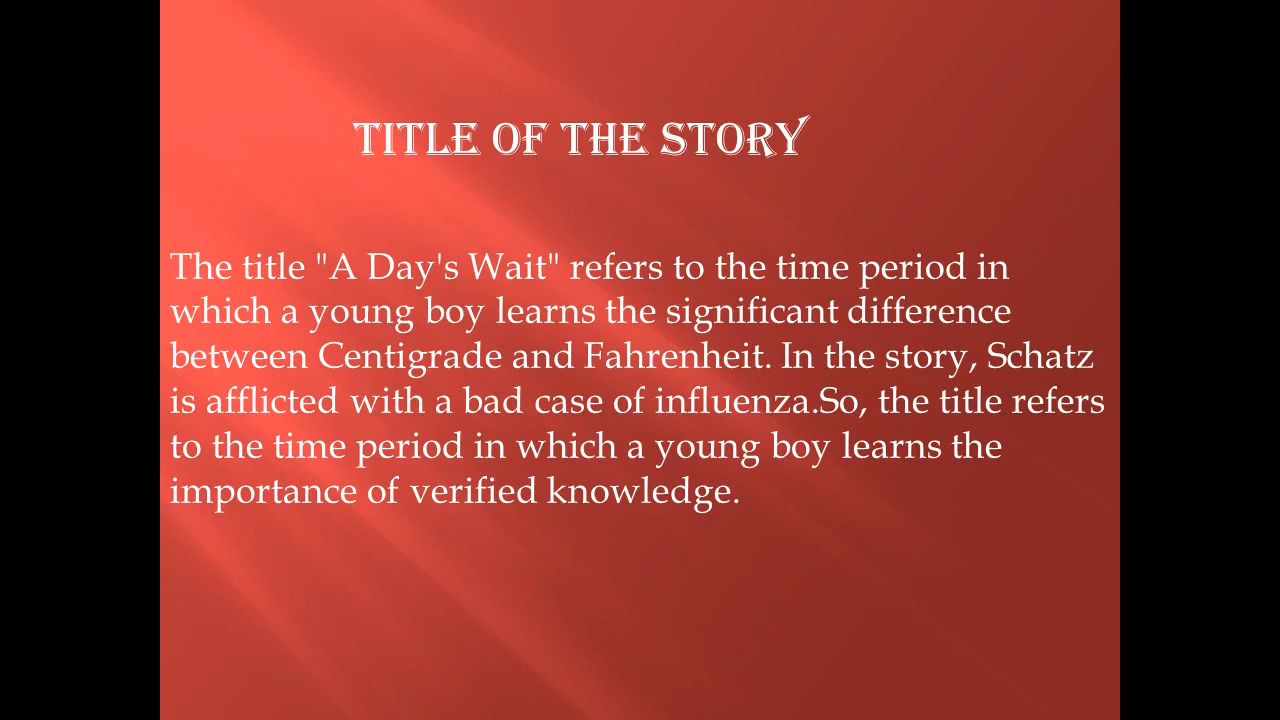 TITLE OF THE STORY
The title "A Day's Wait" refers to the time period in
which a young boy learns the significant difference
between Centigrade and Fahrenheit. In the story, Schatz
is afflicted with a bad case of influenza.So, the title refers
to the time period in which a young boy learns the
importance of verified knowledge.